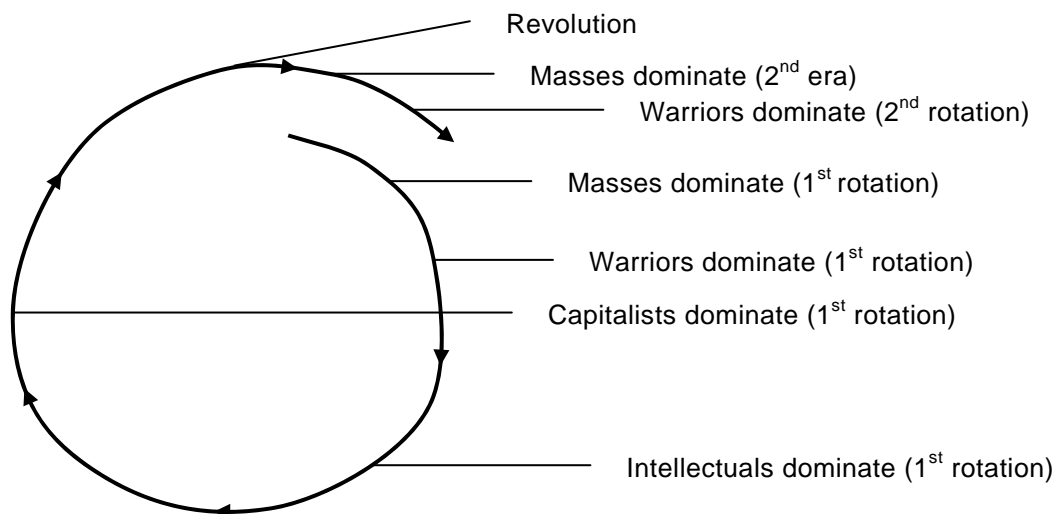 Revolution
Masses dominate (2nd era)
Warriors dominate (2nd rotation)
Masses dominate (1st rotation)
Warriors dominate (1st rotation)
Capitalists dominate (1st rotation)
Intellectuals dominate (1st rotation)